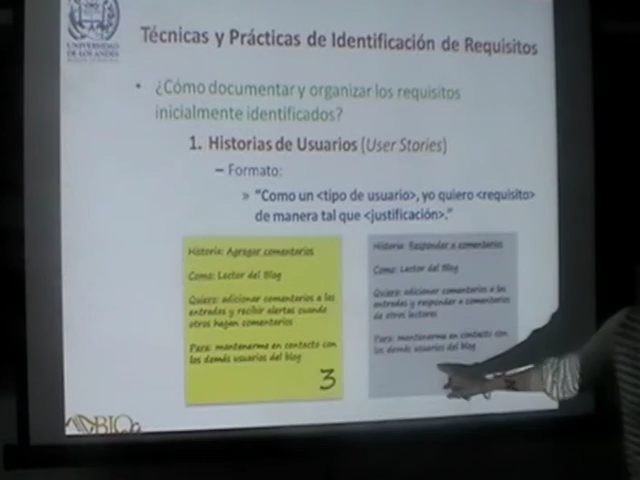 UNIVERSIDAD
DE LOS ANDES
Técnicas y Prácticas de Identificación de Requisitos
• ¿Cómo documentar y organizar los requisitos
inicialmente identificados?
1. Historias de Usuarios (User Stories)
– Formato:
» "Como un <tipo de usuario>, yo quiero <requisito>
de manera tal que <justificación>."
Historia: Agregar comentarios
Como: Lector del Blog
Quiero: adicionar comentarios a las
entradas y recibir alertas cuando
otros hagan comentarios
Para: mantenerme en contacto con
los demás usuarios del blog
3
Historia: Responder a comentarios
Como: Lector del Blog
Quiero: adicionar comentarios a las
entradas y responder a comentarios
de otros lectores
Para: mantenerme en contacto con
los demás usuarios del blog
3